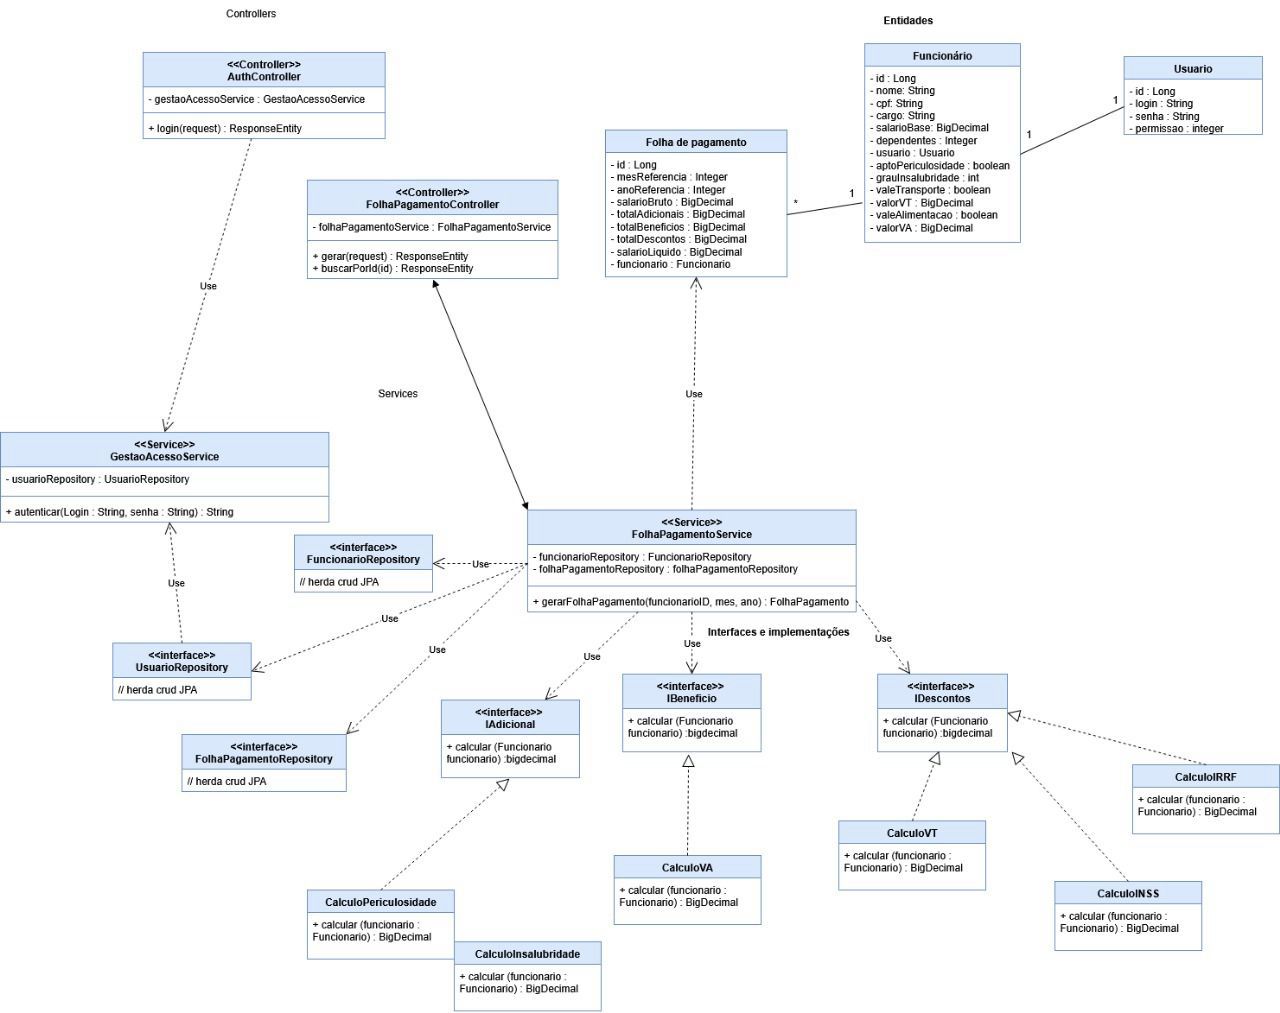 Controllers
Entidades
<<Controller>>
AuthController
- gestaoAcessoService : GestaoAcessoService
+ login(request) : ResponseEntity
Funcionário
- id : Long
- nome: String
- cpf: String
- cargo: String
- salarioBase: BigDecimal
- dependentes : Integer
- usuario : Usuario
- aptoPericulosidade : boolean
- grauInsalubridade : int
- valeTransporte : boolean
- valorVT : BigDecimal
- valeAlimentacao : boolean
- valorVA : BigDecimal
Usuario
- id : Long
- login : String
- senha : String
- permissao : integer
1
1
Folha de pagamento
- id : Long
- mesReferencia : Integer
- anoReferencia : Integer
- salarioBruto : BigDecimal
- totalAdicionais : BigDecimal
- totalBeneficios : BigDecimal
- totalDescontos : BigDecimal
- salarioLiquido : BigDecimal
- funcionario : Funcionario
*
1
<<Controller>>
FolhaPagamentoController
- folhaPagamentoService : FolhaPagamentoService
+ gerar(request) : ResponseEntity
+ buscarPorId(id) : ResponseEntity
Use
Services
Use
<<Service>>
GestaoAcessoService
- usuarioRepository : UsuarioRepository
+ autenticar(Login : String, senha : String) : String
<<Service>>
FolhaPagamentoService
- funcionarioRepository : FuncionarioRepository
- folhaPagamentoRepository : folhaPagamentoRepository
+ gerarFolhaPagamento(funcionarioID, mes, ano) : FolhaPagamento
<<interface>>
FuncionarioRepository
// herda crud JPA
Use
Use
Use
Use
Use
Use
Use
Interfaces e implementações
<<interface>>
UsuarioRepository
// herda crud JPA
<<interface>>
FolhaPagamentoRepository
// herda crud JPA
<<interface>>
IAdicional
+ calcular (Funcionario
funcionario) :bigdecimal
<<interface>>
IBeneficio
+ calcular (Funcionario
funcionario) :bigdecimal
<<interface>>
IDescontos
+ calcular (Funcionario
funcionario) :bigdecimal
CalculoIRRF
+ calcular (funcionario :
Funcionario) : BigDecimal
CalculoVT
+ calcular (funcionario :
Funcionario) : BigDecimal
CalculoVA
+ calcular (funcionario :
Funcionario) : BigDecimal
CalculoINSS
+ calcular (funcionario :
Funcionario) : BigDecimal
CalculoPericulosidade
+ calcular (funcionario :
Funcionario) : BigDecimal
CalculoInsalubridade
+ calcular (funcionario :
Funcionario) : BigDecimal